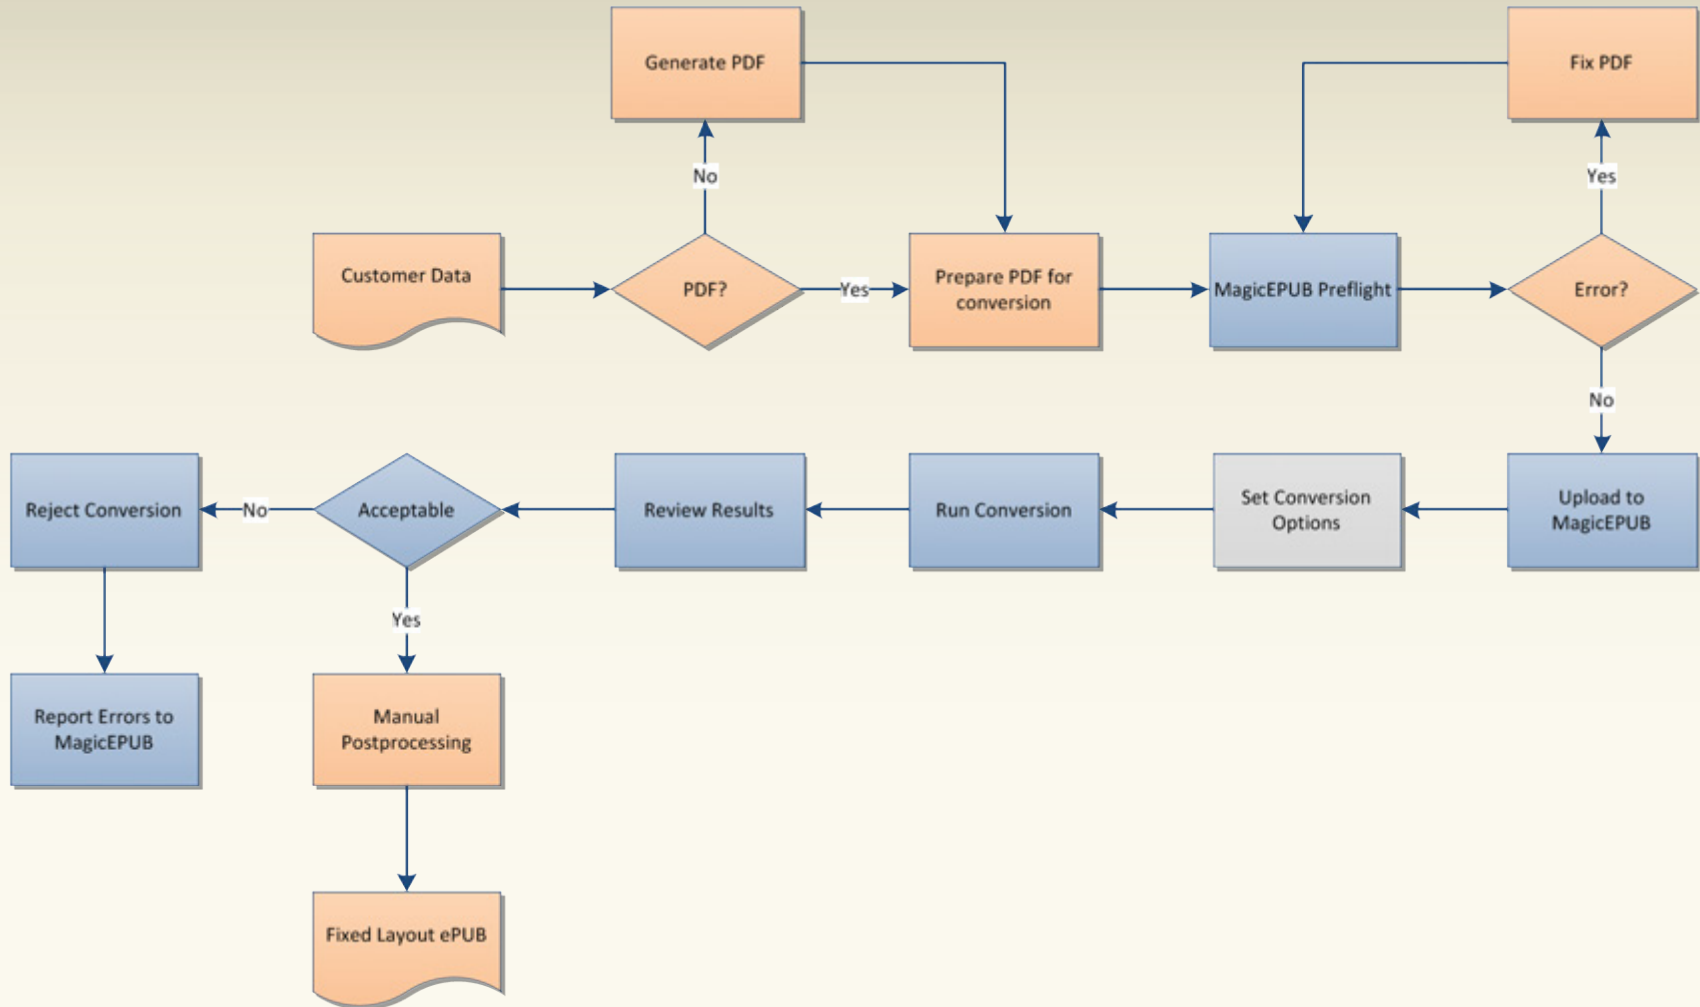 Generate PDF
Fix PDF
No
Yes
Customer Data
PDF?
Yes
Prepare PDF for
conversion
MagicEPUB Preflight
Error?
No
Reject Conversion
No
Acceptable
Review Results
Run Conversion
Set Conversion
Options
Upload to
MagicEPUB
Yes
Report Errors to
MagicEPUB
Manual
Postprocessing
Fixed Layout ePUB